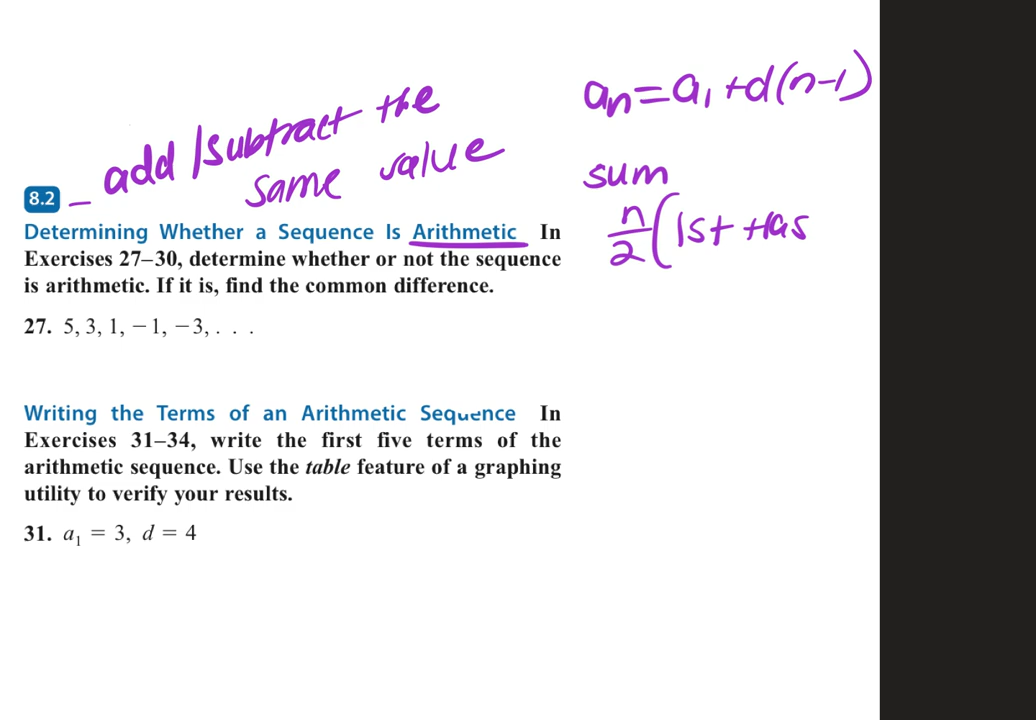 add/subtract the
same value
aₙ=a₁+d(n-1)
sum
n/2(1st +las
8.2
Determining Whether a Sequence Is Arithmetic In
Exercises 27–30, determine whether or not the sequence
is arithmetic. If it is, find the common difference.
27. 5, 3, 1, −1, −3, . . .
Writing the Terms of an Arithmetic Sequence In
Exercises 31–34, write the first five terms of the
arithmetic sequence. Use the table feature of a graphing
utility to verify your results.
31. a₁ = 3, d = 4